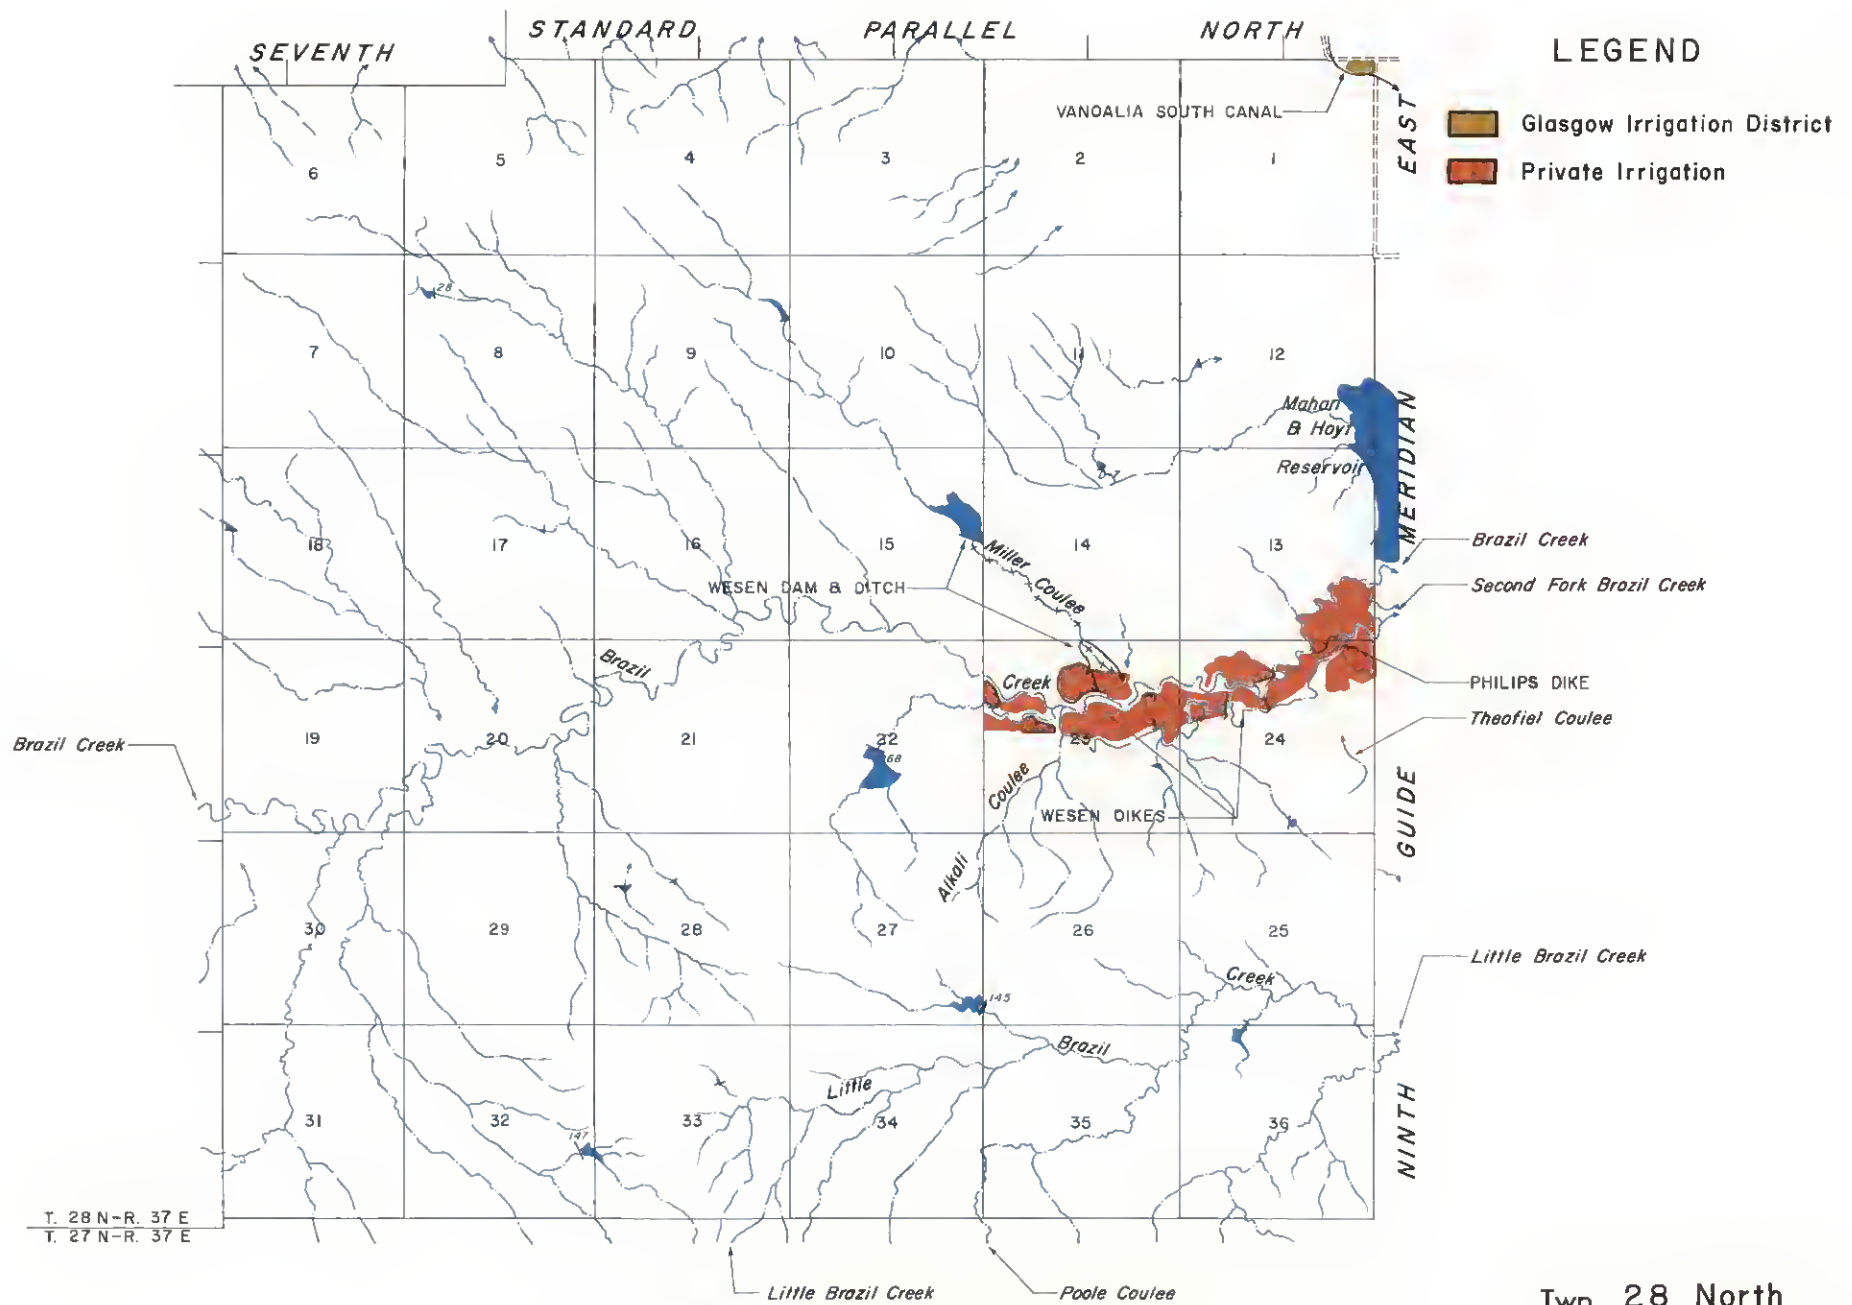 SEVENTH STANDARD PARALLEL NORTH
LEGEND
Glasgow Irrigation District
Private Irrigation
VANOALIA SOUTH CANAL
EAST
6 5 4 3 2 1
28
7 8 9 10 11 12
Mahan
& Hoyt
Reservoir
MERIDIAN
18 17 16 15 14 13
Brazil Creek
Second Fork Brazil Creek
WESEN DAM & DITCH
Miller Coulee
Brazil
Creek
PHILIPS DIKE
Theofiel Coulee
Brazil Creek
19 20 21 22 23 24
68
Coulee
WESEN DIKES
GUIDE
Alkali
30 29 28 27 26 25
Little Brazil Creek
Creek
145
Brazil
Little
31 32 33 34 35 36
147
NINTH
T. 28 N-R. 37 E
T. 27 N-R. 37 E
Little Brazil Creek
Poole Coulee
Twp. 28 North